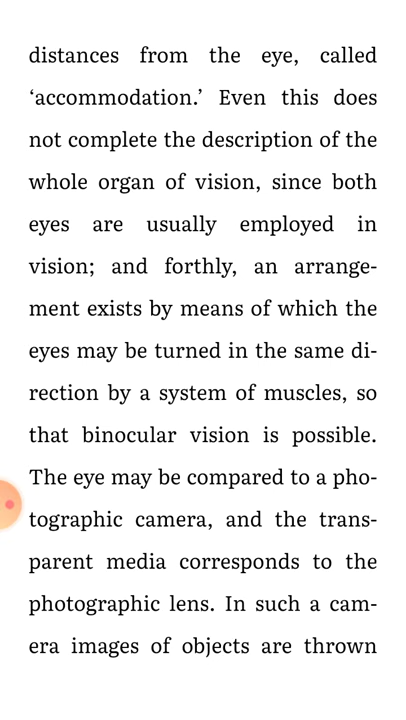 distances from the eye, called
‘accommodation.’ Even this does
not complete the description of the
whole organ of vision, since both
eyes are usually employed in
vision; and forthly, an arrange-
ment exists by means of which the
eyes may be turned in the same di-
rection by a system of muscles, so
that binocular vision is possible.
The eye may be compared to a pho-
tographic camera, and the trans-
parent media corresponds to the
photographic lens. In such a cam-
era images of objects are thrown